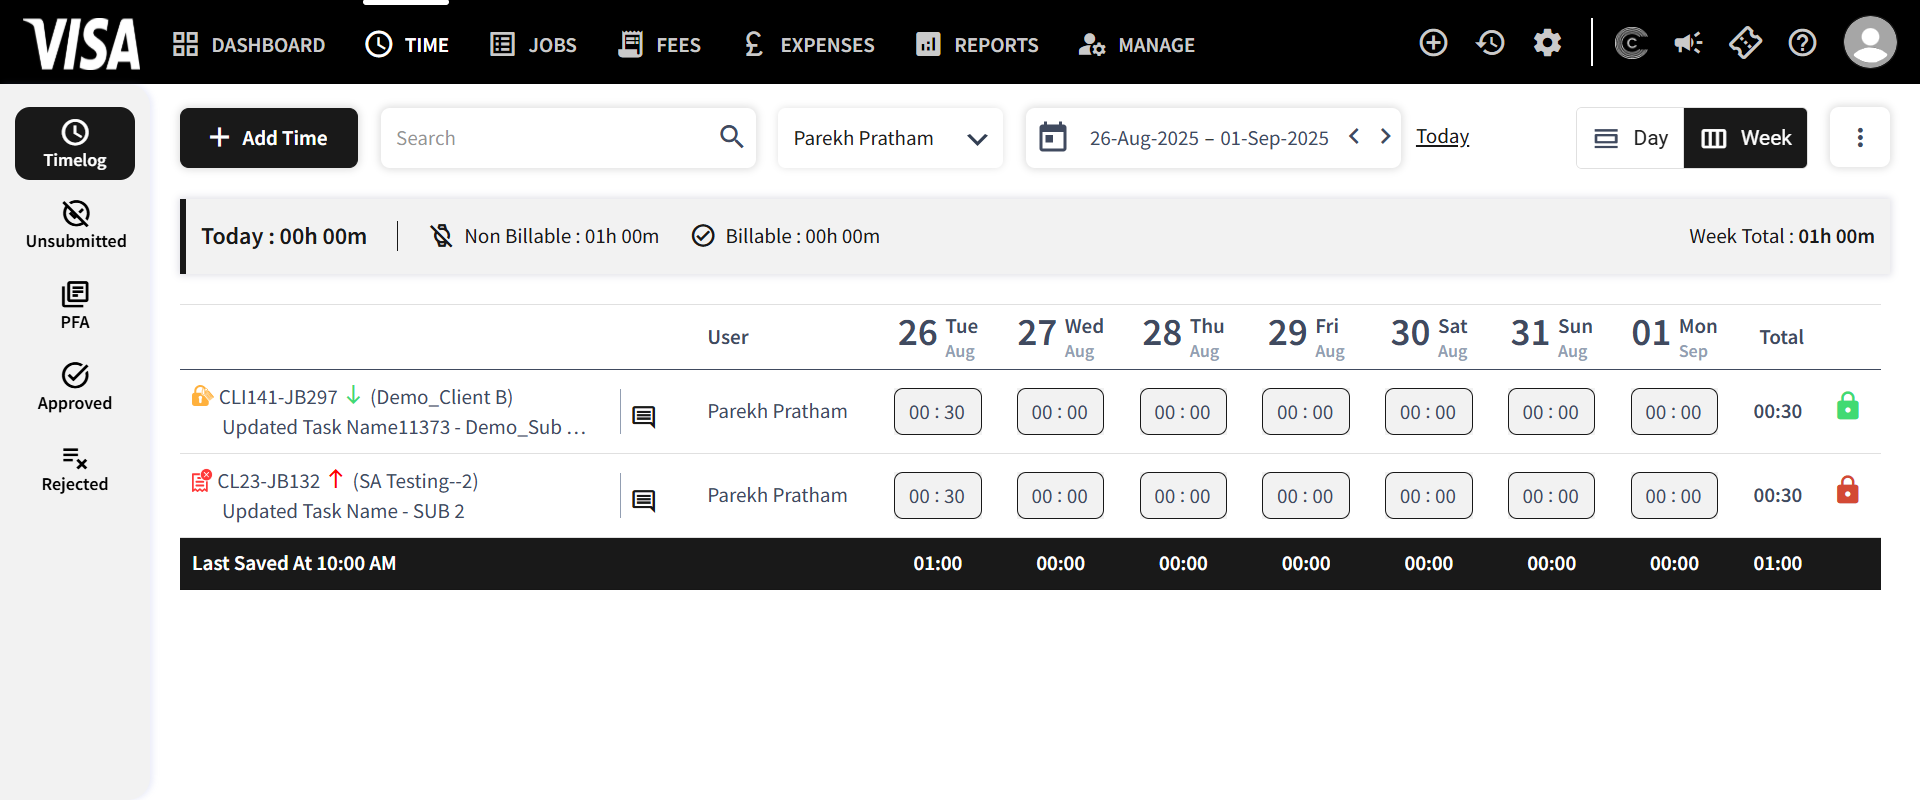 VISA DASHBOARD TIME JOBS FEES EXPENSES REPORTS MANAGE
Timelog
Unsubmitted
PFA
Approved
Rejected
Add Time Search Parekh Pratham 26-Aug-2025 – 01-Sep-2025 Today Day Week
Today : 00h 00m Non Billable : 01h 00m Billable : 00h 00m Week Total : 01h 00m
User 26 Tue Aug 27 Wed Aug 28 Thu Aug 29 Fri Aug 30 Sat Aug 31 Sun Aug 01 Mon Sep Total
CLI141-JB297 (Demo_Client B)
Updated Task Name11373 - Demo_Sub ...
Parekh Pratham 00 : 30 00 : 00 00 : 00 00 : 00 00 : 00 00 : 00 00 : 00 00:30
CL23-JB132 (SA Testing--2)
Updated Task Name - SUB 2
Parekh Pratham 00 : 30 00 : 00 00 : 00 00 : 00 00 : 00 00 : 00 00 : 00 00:30
Last Saved At 10:00 AM 01:00 00:00 00:00 00:00 00:00 00:00 00:00 01:00